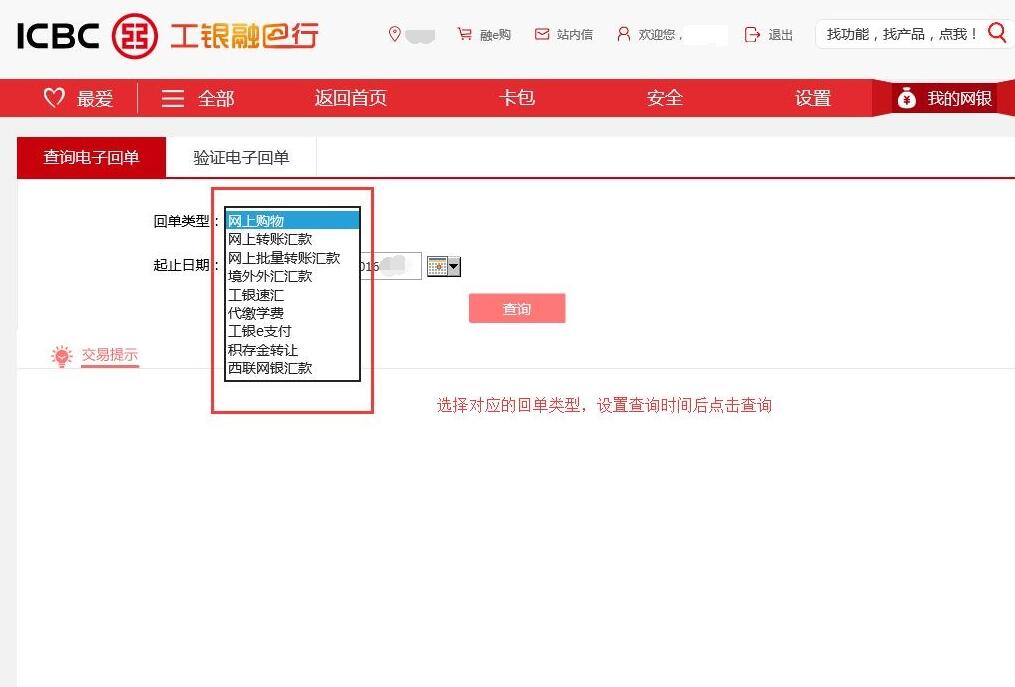 ICBC 工银融e行
融e购 站内信 欢迎您， 退出 找功能，找产品，点我！
最爱 全部 返回首页 卡包 安全 设置 我的网银
查询电子回单 验证电子回单
回单类型： 网上购物
网上转账汇款
网上批量转账汇款
境外外汇汇款
工银速汇
代缴学费
工银e支付
积存金转让
西联网银汇款
起止日期： 016
查询
交易提示
选择对应的回单类型，设置查询时间后点击查询